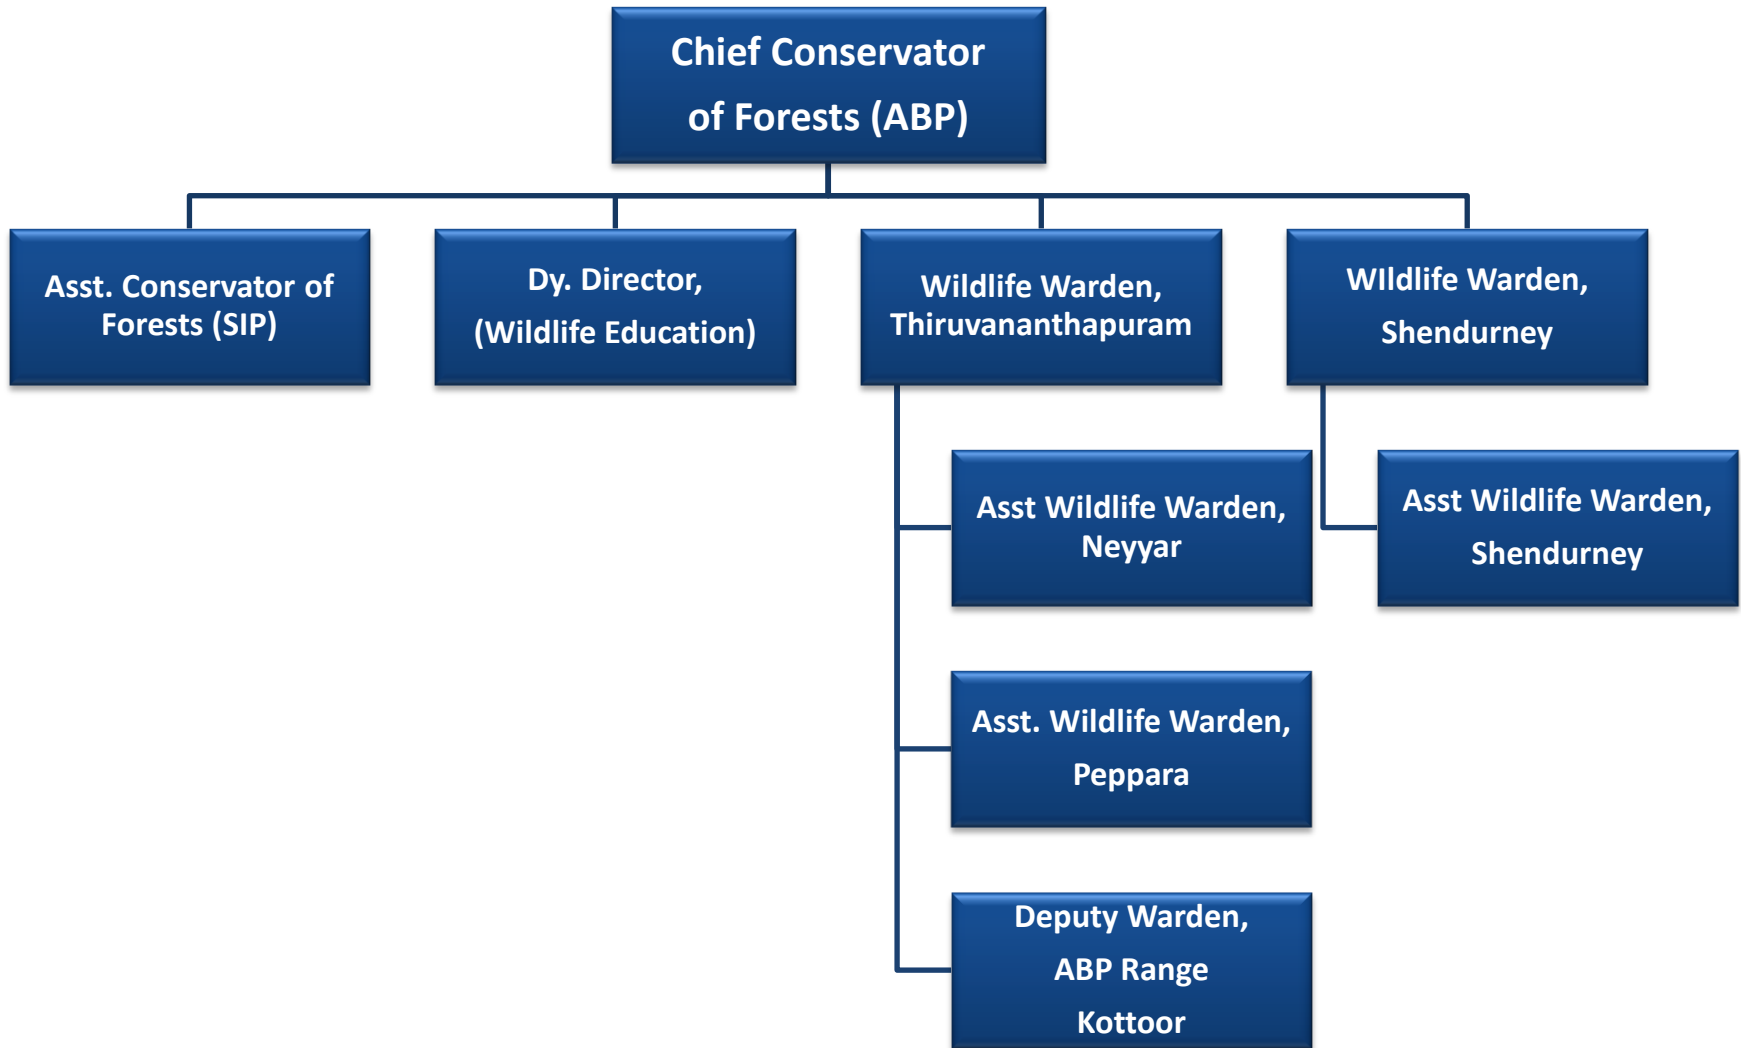 Chief Conservator
of Forests (ABP)
Asst. Conservator of
Forests (SIP)
Dy. Director,
(Wildlife Education)
Wildlife Warden,
Thiruvananthapuram
WIldlife Warden,
Shendurney
Asst Wildlife Warden,
Neyyar
Asst Wildlife Warden,
Shendurney
Asst. Wildlife Warden,
Peppara
Deputy Warden,
ABP Range
Kottoor